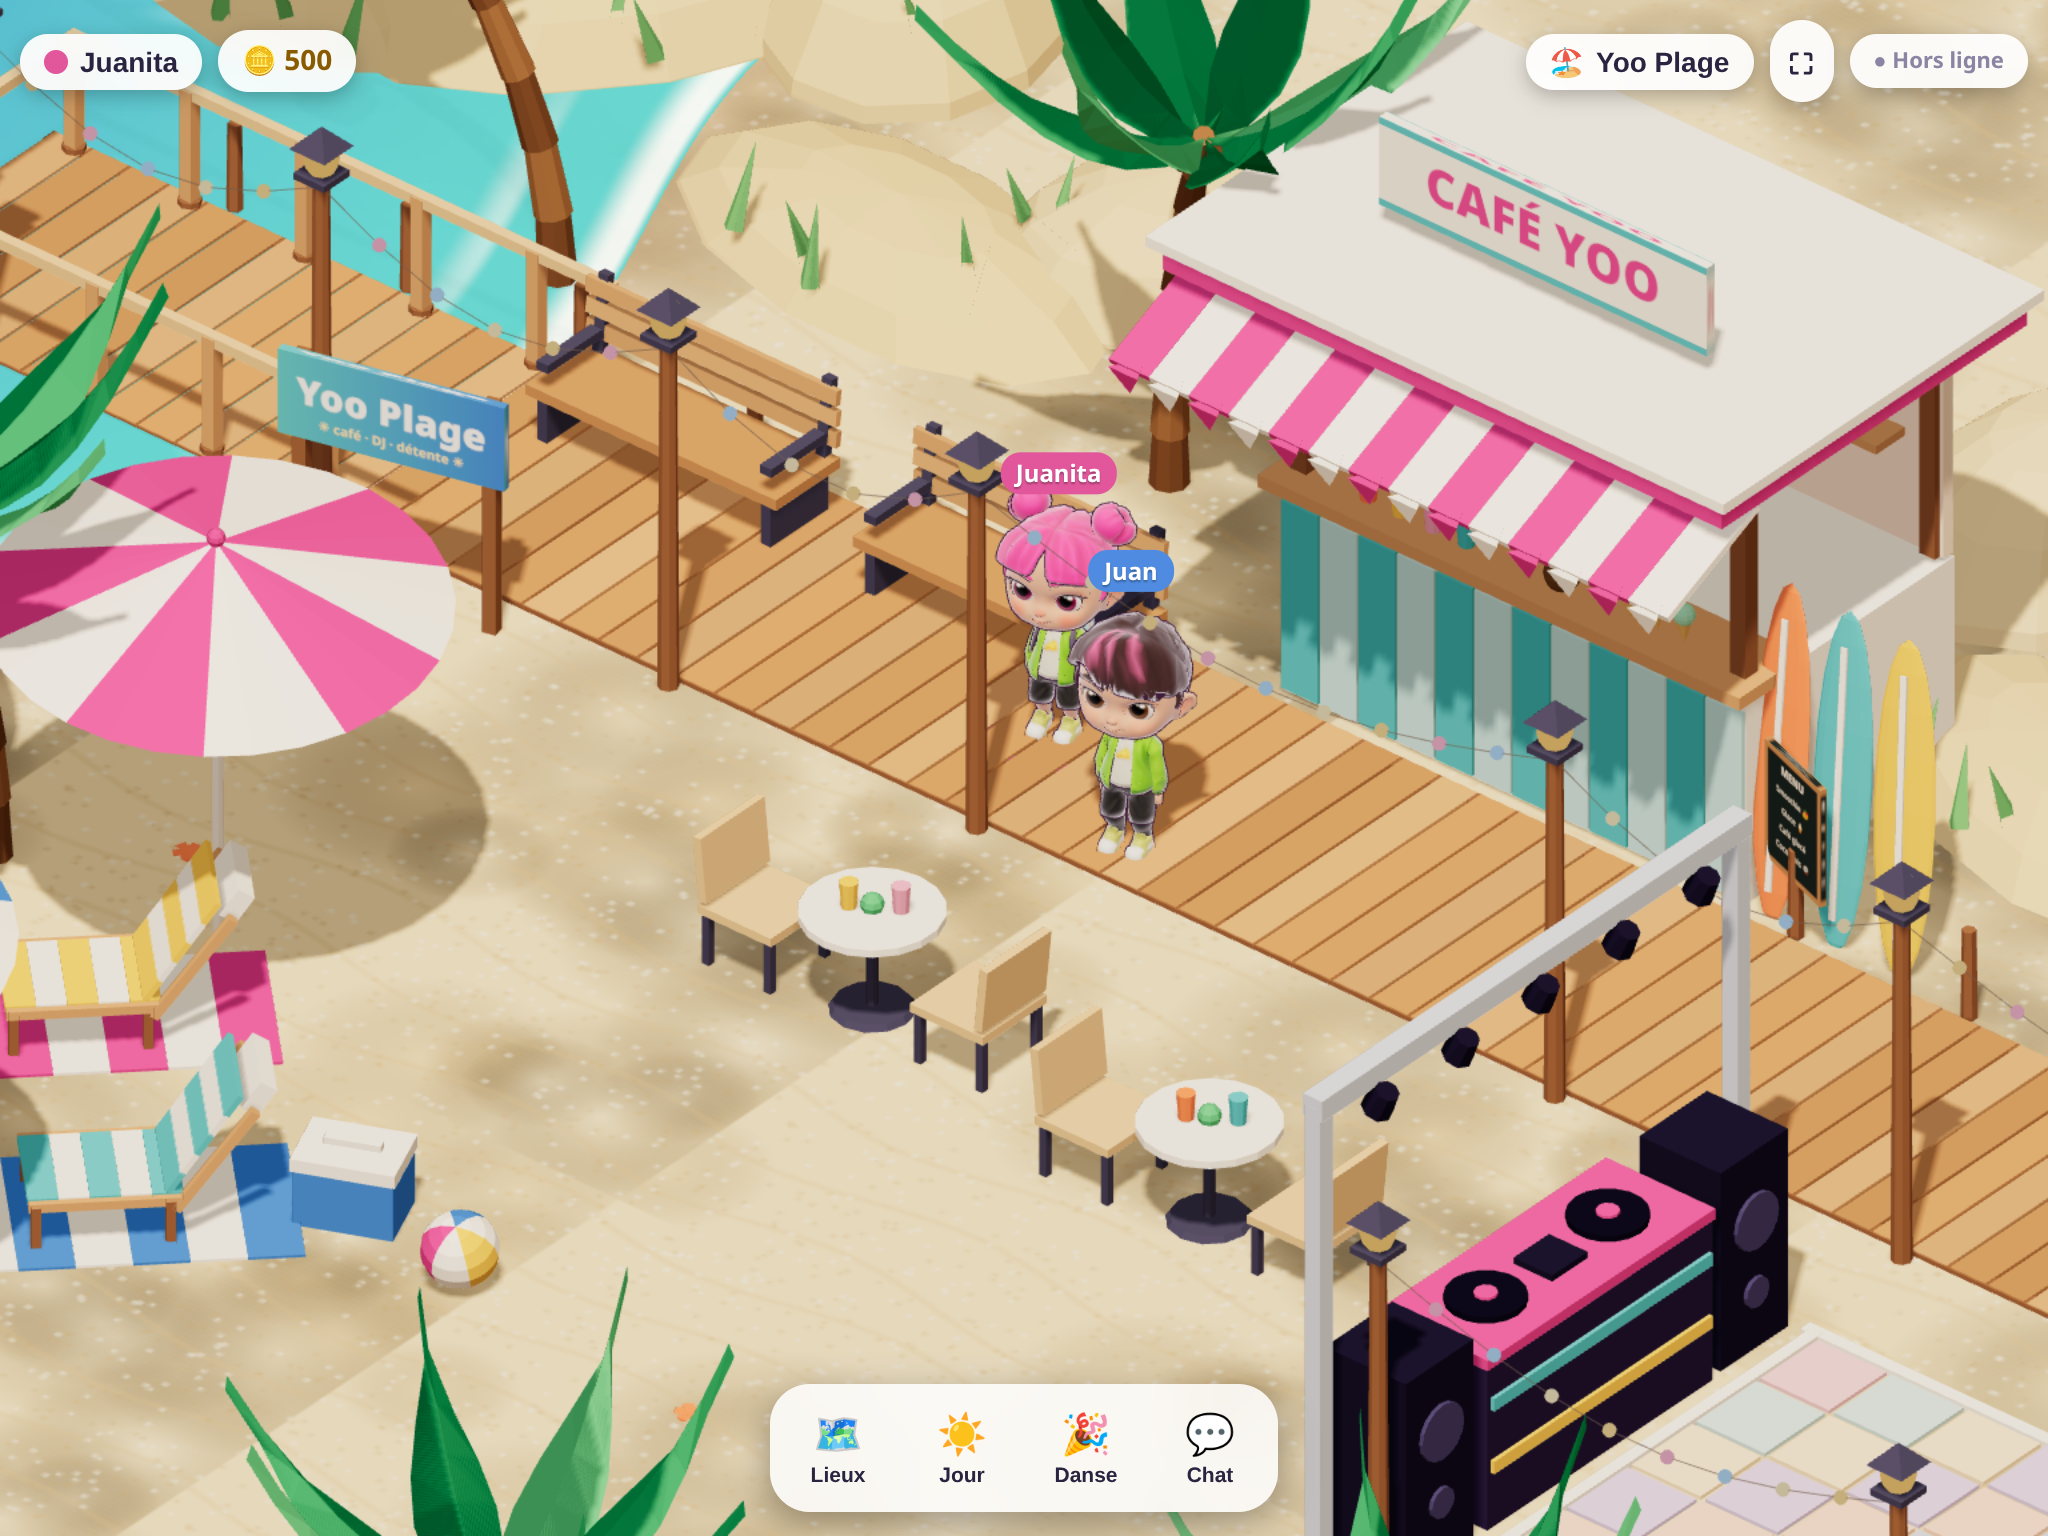 Juanita
500
Yoo Plage
Hors ligne
CAFÉ YOO
Yoo Plage
café · DJ · détente
Juanita
Juan
MENU
Lieux
Jour
Danse
Chat